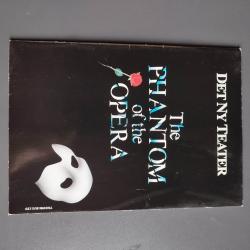 DET NY TEATER
The
PHANTOM
of the
OPERA